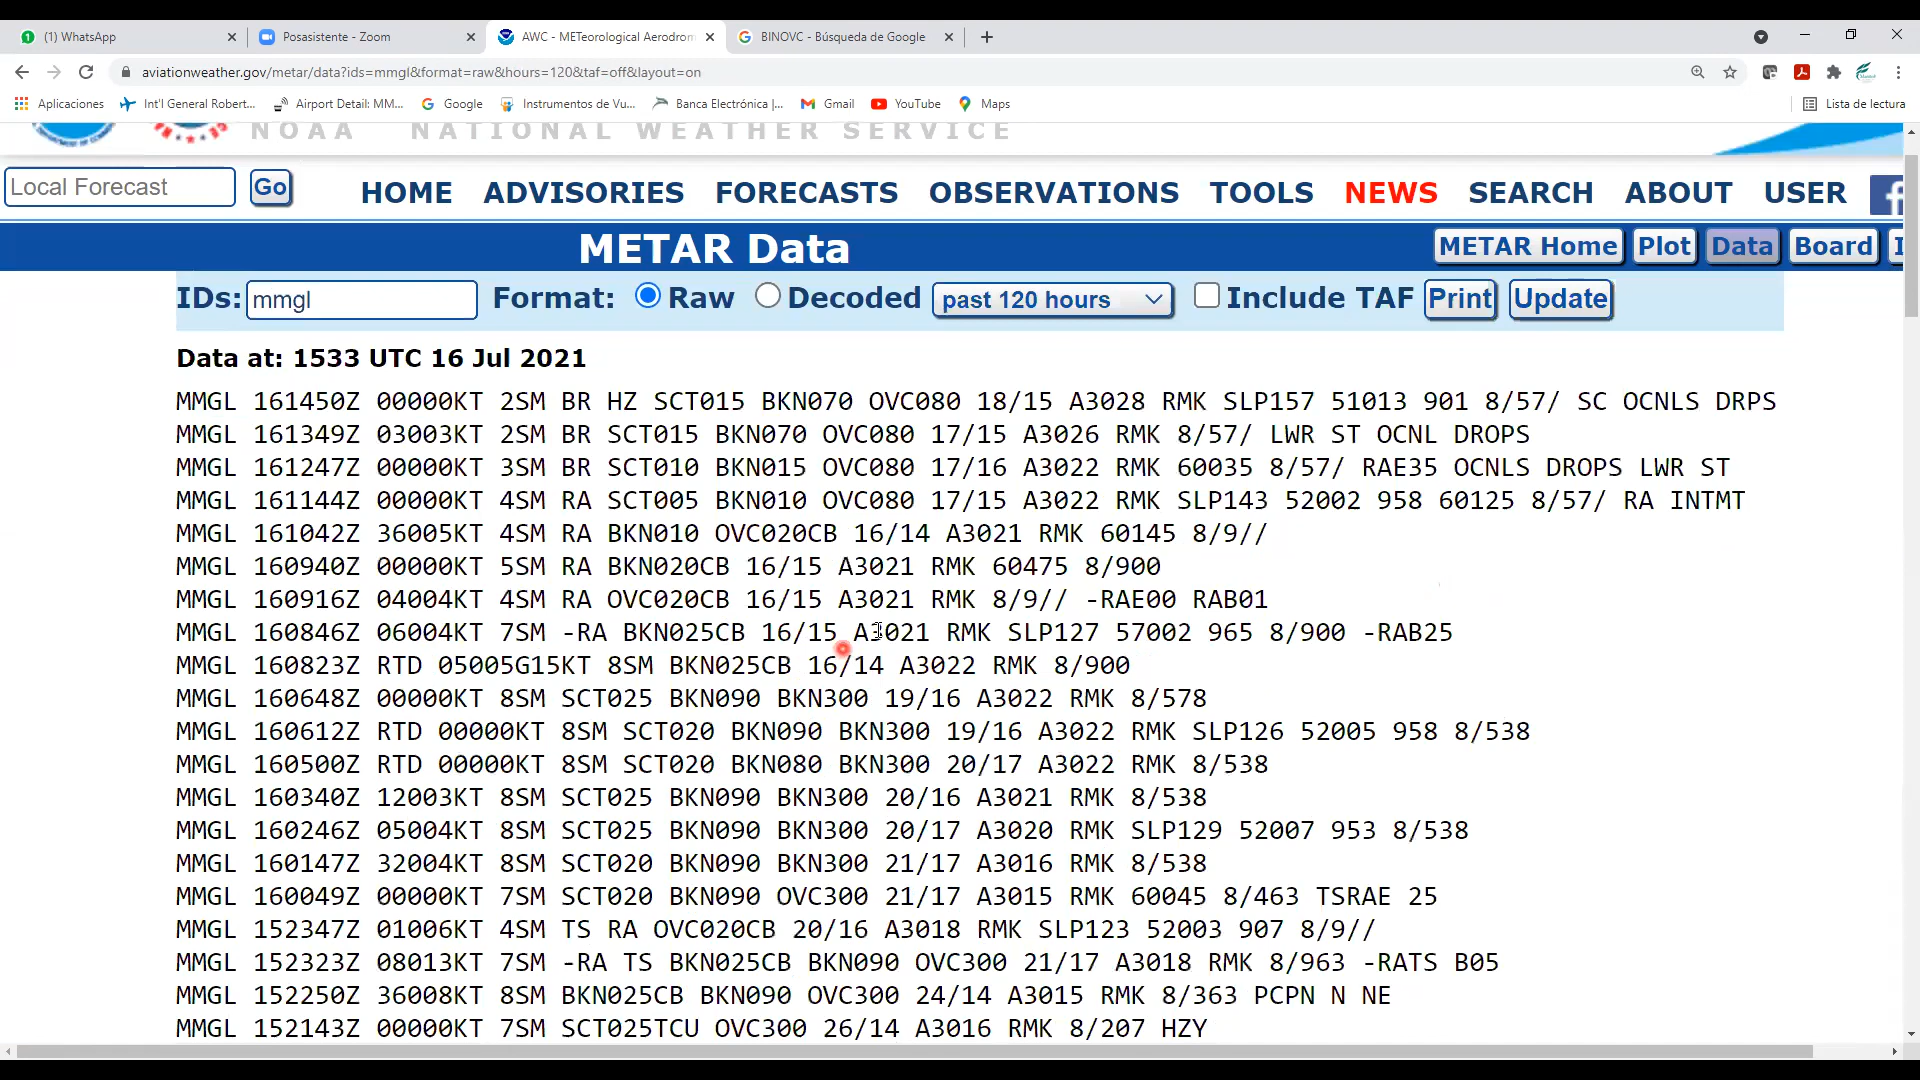 (1) WhatsApp
Posasistente - Zoom
AWC - METeorological Aerodrom
BINOVC - Búsqueda de Google
aviationweather.gov/metar/data?ids=mmgl&format=raw&hours=120&taf=off&layout=on
Aplicaciones Int'l General Robert... Airport Detail: MM... Google Instrumentos de Vu... Banca Electrónica |... Gmail YouTube Maps Lista de lectura
NOAA NATIONAL WEATHER SERVICE
Local Forecast Go HOME ADVISORIES FORECASTS OBSERVATIONS TOOLS NEWS SEARCH ABOUT USER
METAR Data METAR Home Plot Data Board
IDs: mmgl Format: Raw Decoded past 120 hours Include TAF Print Update
Data at: 1533 UTC 16 Jul 2021
MMGL 161450Z 00000KT 2SM BR HZ SCT015 BKN070 OVC080 18/15 A3028 RMK SLP157 51013 901 8/57/ SC OCNLS DRPS
MMGL 161349Z 03003KT 2SM BR SCT015 BKN070 OVC080 17/15 A3026 RMK 8/57/ LWR ST OCNL DROPS
MMGL 161247Z 00000KT 3SM BR SCT010 BKN015 OVC080 17/16 A3022 RMK 60035 8/57/ RAE35 OCNLS DROPS LWR ST
MMGL 161144Z 00000KT 4SM RA SCT005 BKN010 OVC080 17/15 A3022 RMK SLP143 52002 958 60125 8/57/ RA INTMT
MMGL 161042Z 36005KT 4SM RA BKN010 OVC020CB 16/14 A3021 RMK 60145 8/9//
MMGL 160940Z 00000KT 5SM RA BKN020CB 16/15 A3021 RMK 60475 8/900
MMGL 160916Z 04004KT 4SM RA OVC020CB 16/15 A3021 RMK 8/9// -RAE00 RAB01
MMGL 160846Z 06004KT 7SM -RA BKN025CB 16/15 A3021 RMK SLP127 57002 965 8/900 -RAB25
MMGL 160823Z RTD 05005G15KT 8SM BKN025CB 16/14 A3022 RMK 8/900
MMGL 160648Z 00000KT 8SM SCT025 BKN090 BKN300 19/16 A3022 RMK 8/578
MMGL 160612Z RTD 00000KT 8SM SCT020 BKN090 BKN300 19/16 A3022 RMK SLP126 52005 958 8/538
MMGL 160500Z RTD 00000KT 8SM SCT020 BKN080 BKN300 20/17 A3022 RMK 8/538
MMGL 160340Z 12003KT 8SM SCT025 BKN090 BKN300 20/16 A3021 RMK 8/538
MMGL 160246Z 05004KT 8SM SCT025 BKN090 BKN300 20/17 A3020 RMK SLP129 52007 953 8/538
MMGL 160147Z 32004KT 8SM SCT020 BKN090 BKN300 21/17 A3016 RMK 8/538
MMGL 160049Z 00000KT 7SM SCT020 BKN090 OVC300 21/17 A3015 RMK 60045 8/463 TSRAE 25
MMGL 152347Z 01006KT 4SM TS RA OVC020CB 20/16 A3018 RMK SLP123 52003 907 8/9//
MMGL 152323Z 08013KT 7SM -RA TS BKN025CB BKN090 OVC300 21/17 A3018 RMK 8/963 -RATS B05
MMGL 152250Z 36008KT 8SM BKN025CB BKN090 OVC300 24/14 A3015 RMK 8/363 PCPN N NE
MMGL 152143Z 00000KT 7SM SCT025TCU OVC300 26/14 A3016 RMK 8/207 HZY